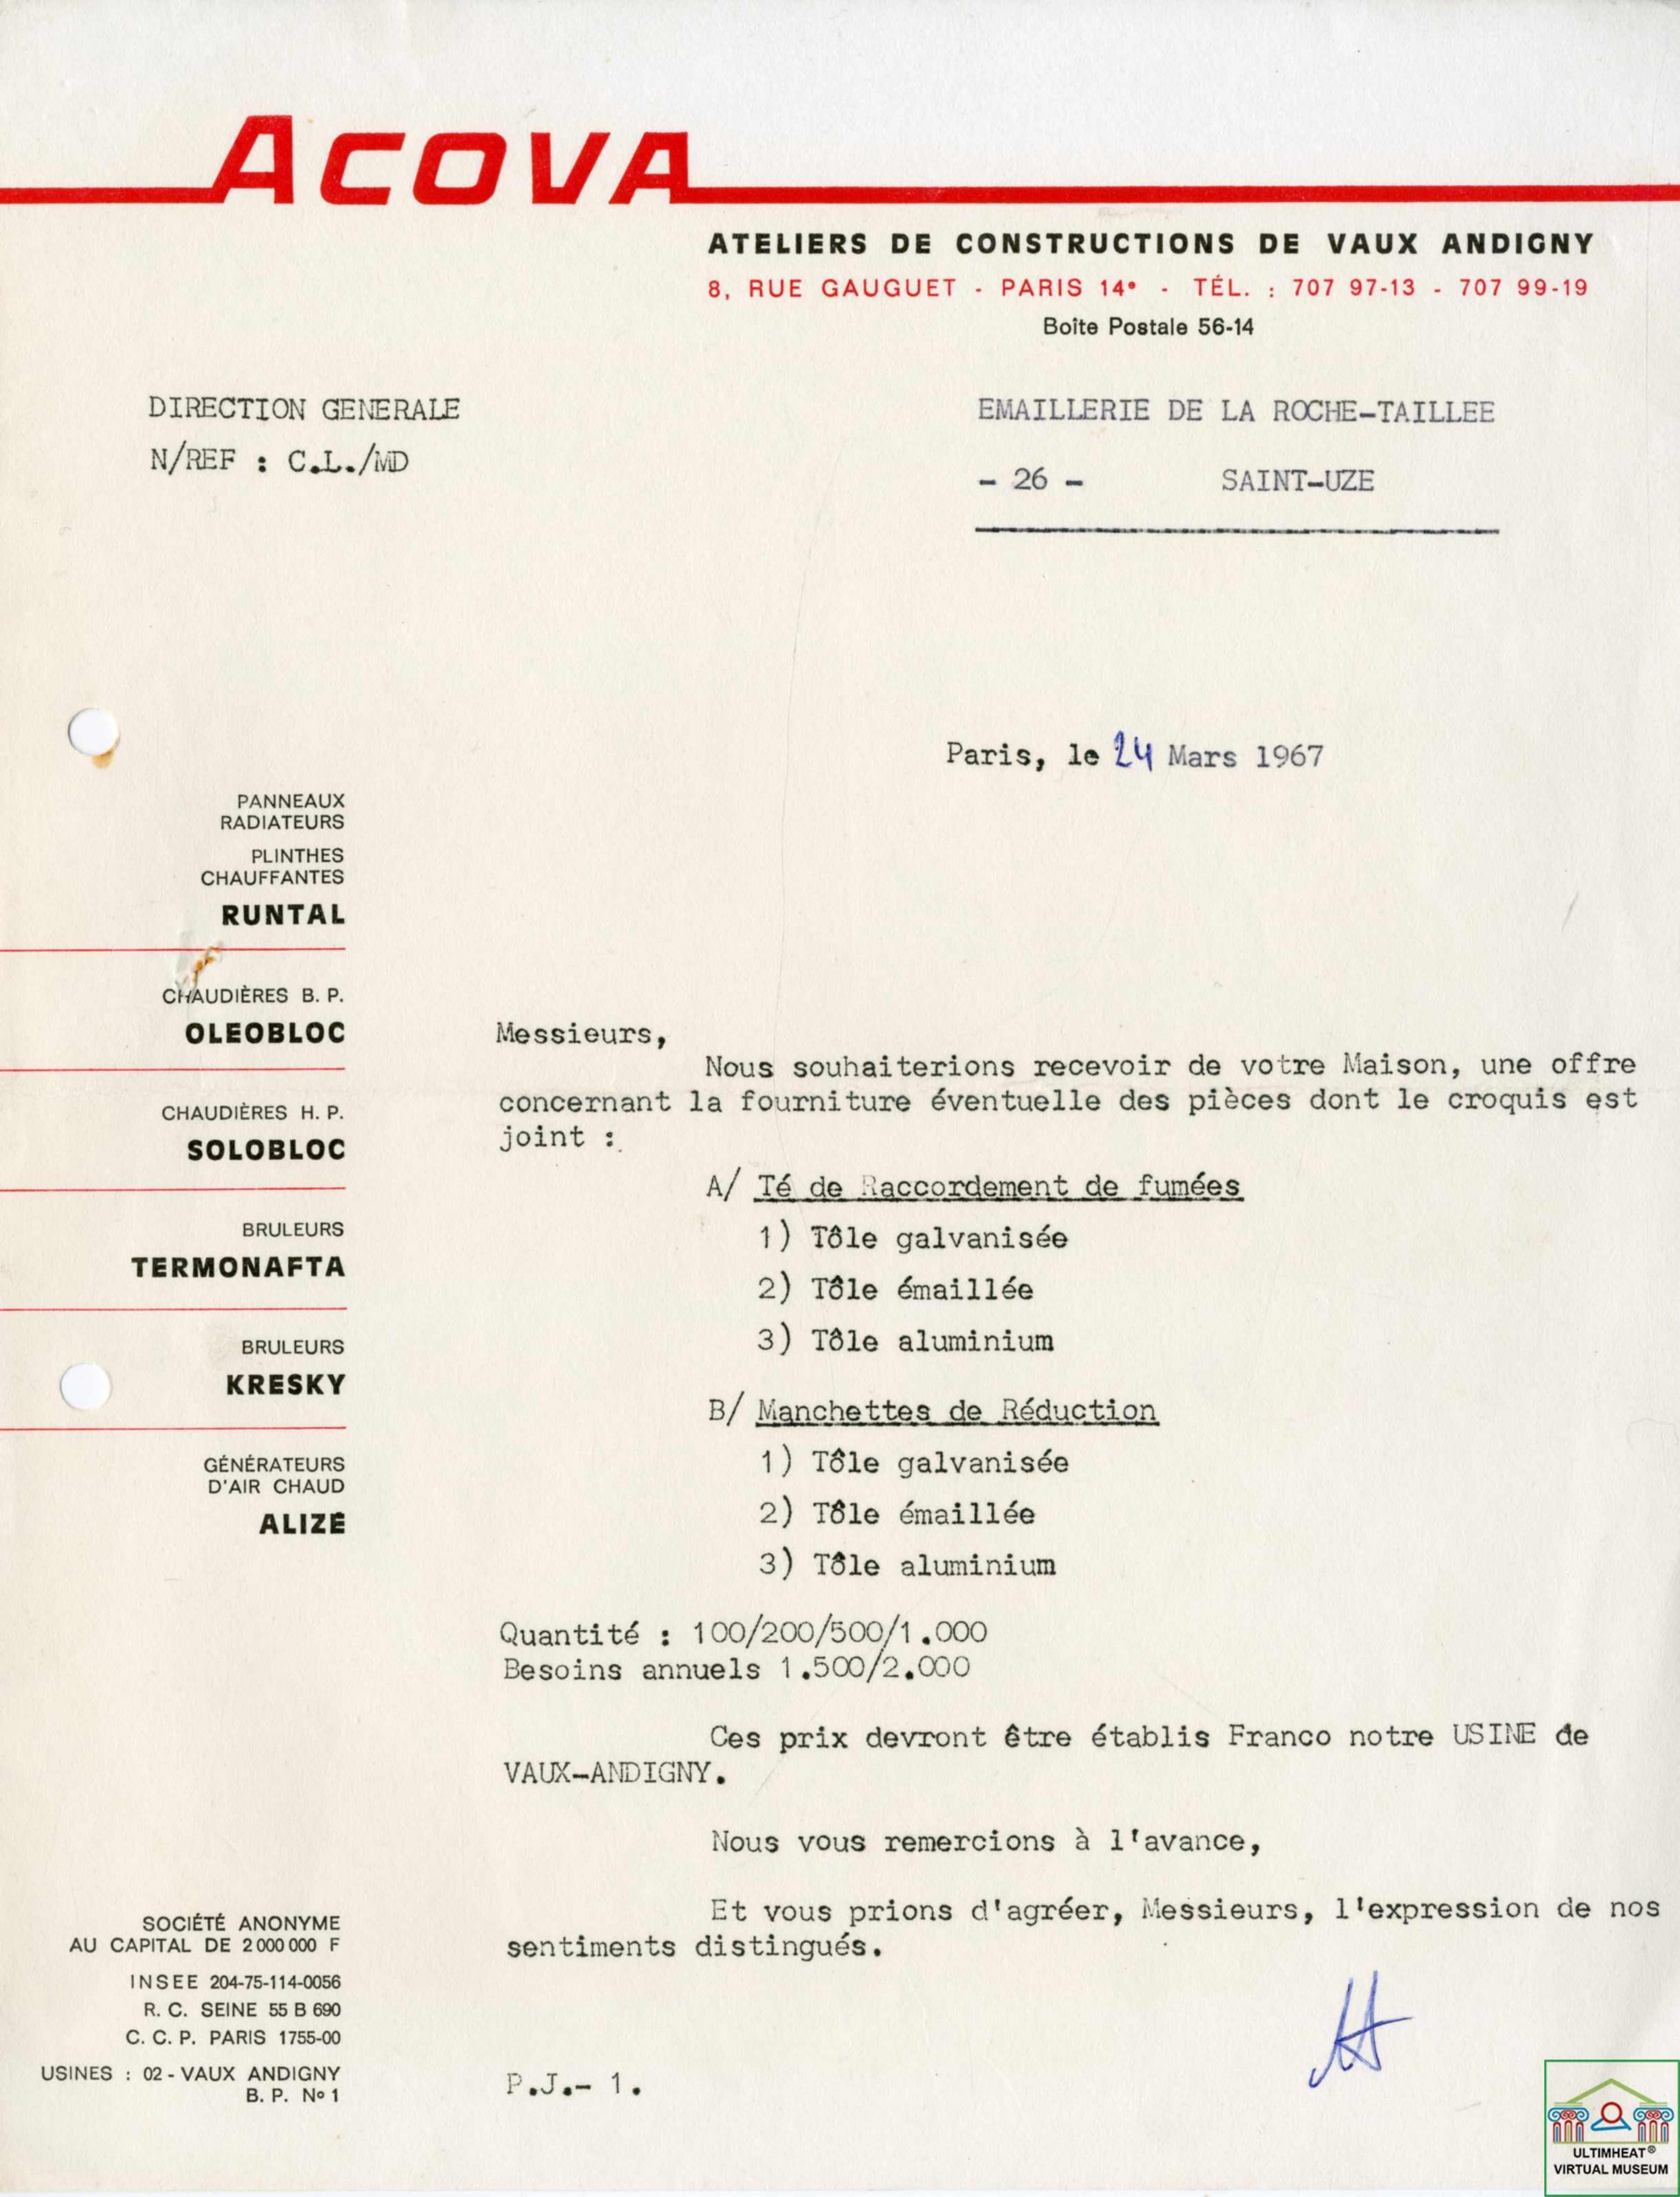 ACOVA
ATELIERS DE CONSTRUCTIONS DE VAUX ANDIGNY
8, RUE GAUGUET - PARIS 14e - TÉL. : 707 97-13 - 707 99-19
Boîte Postale 56-14
DIRECTION GENERALE
N/REF : C.L./MD
EMAILLERIE DE LA ROCHE-TAILLEE
- 26 - SAINT-UZE
Paris, le 24 Mars 1967
PANNEAUX
RADIATEURS
PLINTHES
CHAUFFANTES
RUNTAL
CHAUDIÈRES B. P.
OLEOBLOC
CHAUDIÈRES H. P.
SOLOBLOC
BRULEURS
TERMONAFTA
BRULEURS
KRESKY
GÉNÉRATEURS
D'AIR CHAUD
ALIZÉ
Messieurs,
Nous souhaiterions recevoir de votre Maison, une offre
concernant la fourniture éventuelle des pièces dont le croquis est
joint :
A/ Té de Raccordement de fumées
1) Tôle galvanisée
2) Tôle émaillée
3) Tôle aluminium
B/ Manchettes de Réduction
1) Tôle galvanisée
2) Tôle émaillée
3) Tôle aluminium
Quantité : 100/200/500/1.000
Besoins annuels 1.500/2.000
Ces prix devront être établis Franco notre USINE de
VAUX-ANDIGNY.
Nous vous remercions à l'avance,
Et vous prions d'agréer, Messieurs, l'expression de nos
sentiments distingués.
P.J.- 1.
SOCIÉTÉ ANONYME
AU CAPITAL DE 2 000 000 F
INSEE 204-75-114-0056
R. C. SEINE 55 B 690
C. C. P. PARIS 1755-00
USINES : 02 - VAUX ANDIGNY
B. P. No 1
ULTIMHEAT®
VIRTUAL MUSEUM